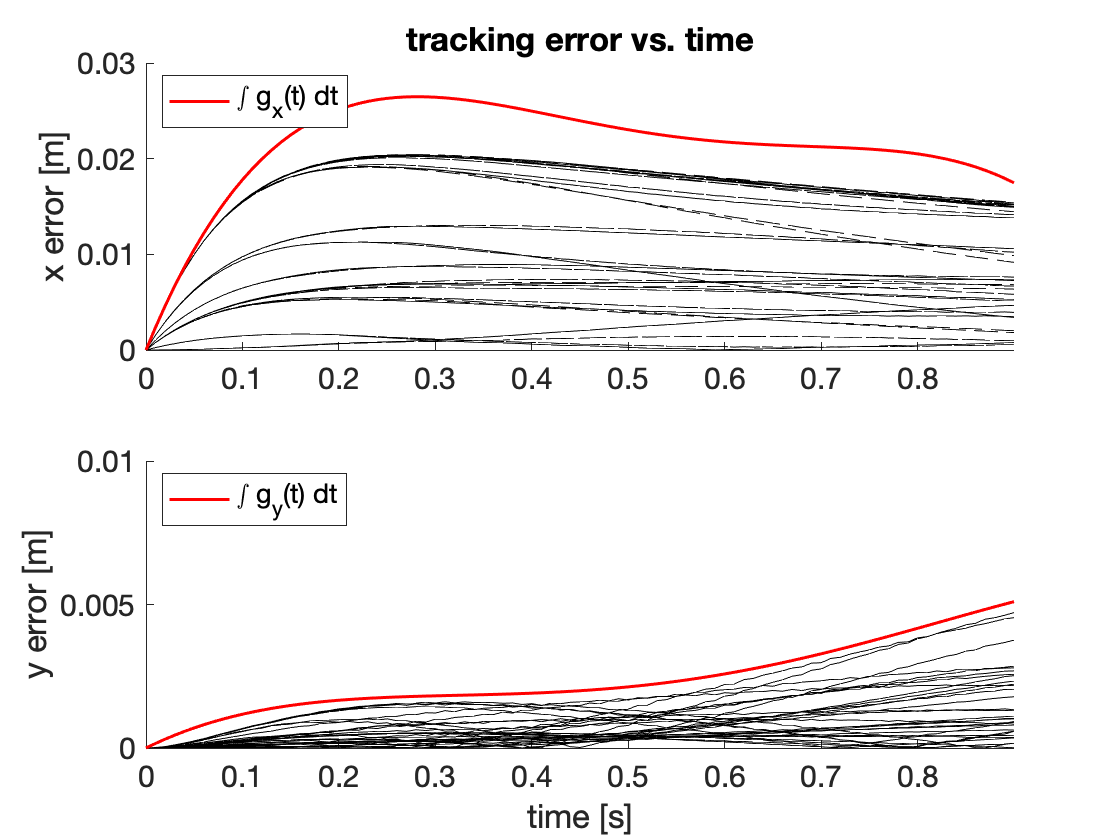 tracking error vs. time
0.03
∫ gx(t) dt
0.02
x error [m]
0.01
0
0 0.1 0.2 0.3 0.4 0.5 0.6 0.7 0.8
0.01
∫ gy(t) dt
y error [m]
0.005
0
0 0.1 0.2 0.3 0.4 0.5 0.6 0.7 0.8
time [s]